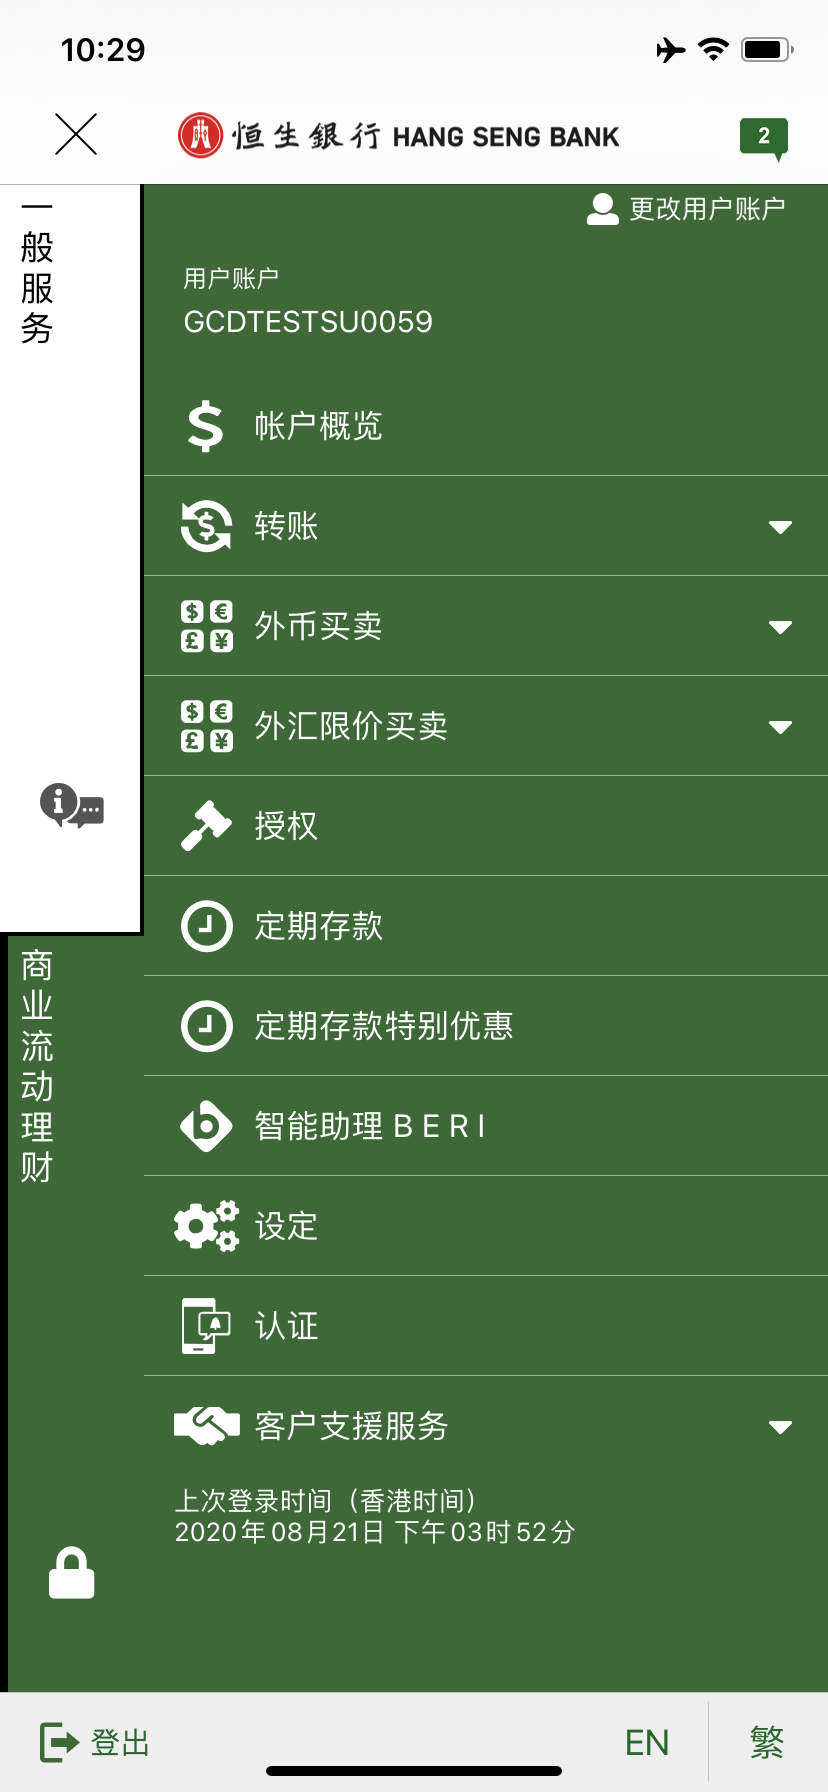 10:29
恒生銀行 HANG SENG BANK
2
一般服务
更改用户账户
用户账户
GCDTESTSU0059
帐户概览
转账
外币买卖
外汇限价买卖
授权
定期存款
定期存款特别优惠
智能助理 B E R I
设定
认证
客户支援服务
上次登录时间（香港时间）
2020年08月21日 下午03时52分
商业流动理财
登出
EN
繁